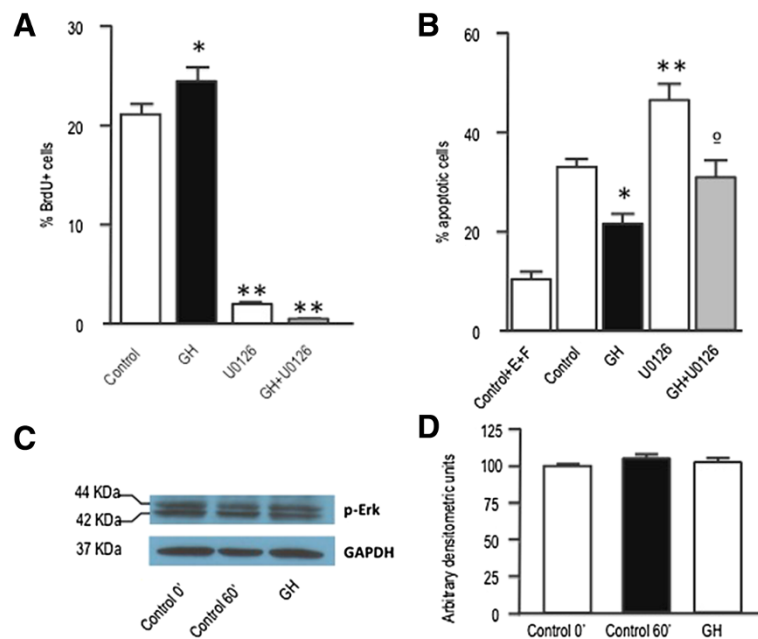 A
% BrdU+ cells
30
20
10
0
*
**
**
Control
GH
U0126
GH+U0126
B
% apoptotic cells
60
40
20
0
*
**
º
Control+E+F
Control
GH
U0126
GH+U0126
C
44 KDa
42 KDa
37 KDa
p-Erk
GAPDH
Control 0'
Control 60'
GH
D
Arbitrary densitometric units
125
100
75
50
25
0
Control 0'
Control 60'
GH